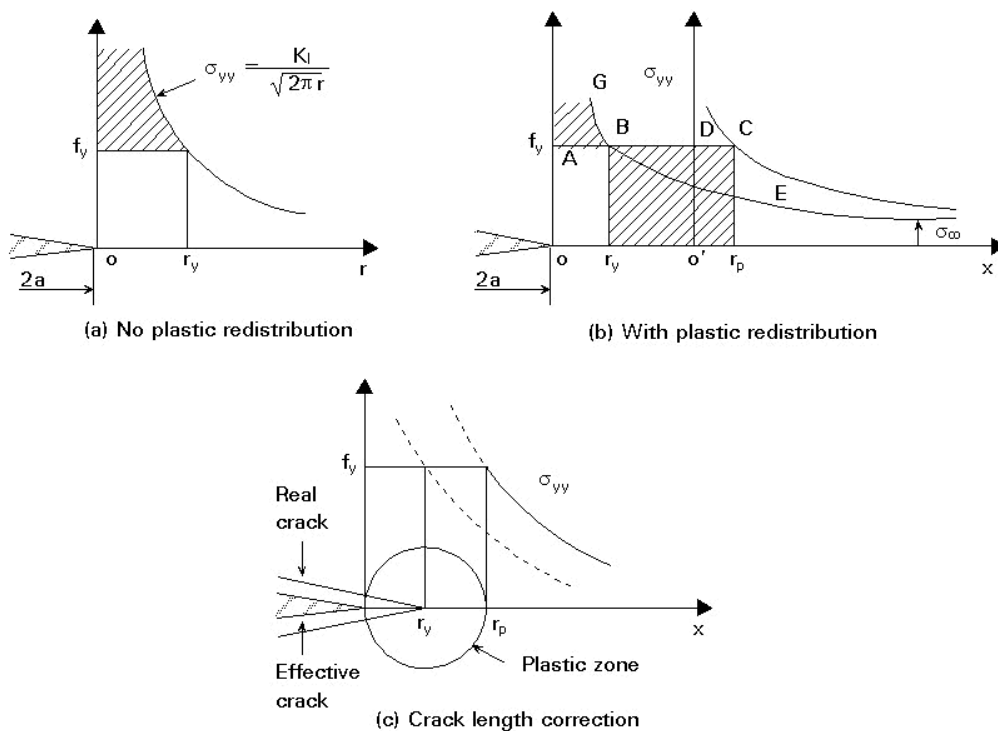 σyy = KI / √2πr
fy
o
ry
r
2a
(a) No plastic redistribution
σyy
G
B
D
C
fy
A
E
σ∞
o
ry
o'
rp
x
2a
(b) With plastic redistribution
fy
σyy
Real
crack
ry
rp
x
Effective
crack
Plastic zone
(c) Crack length correction